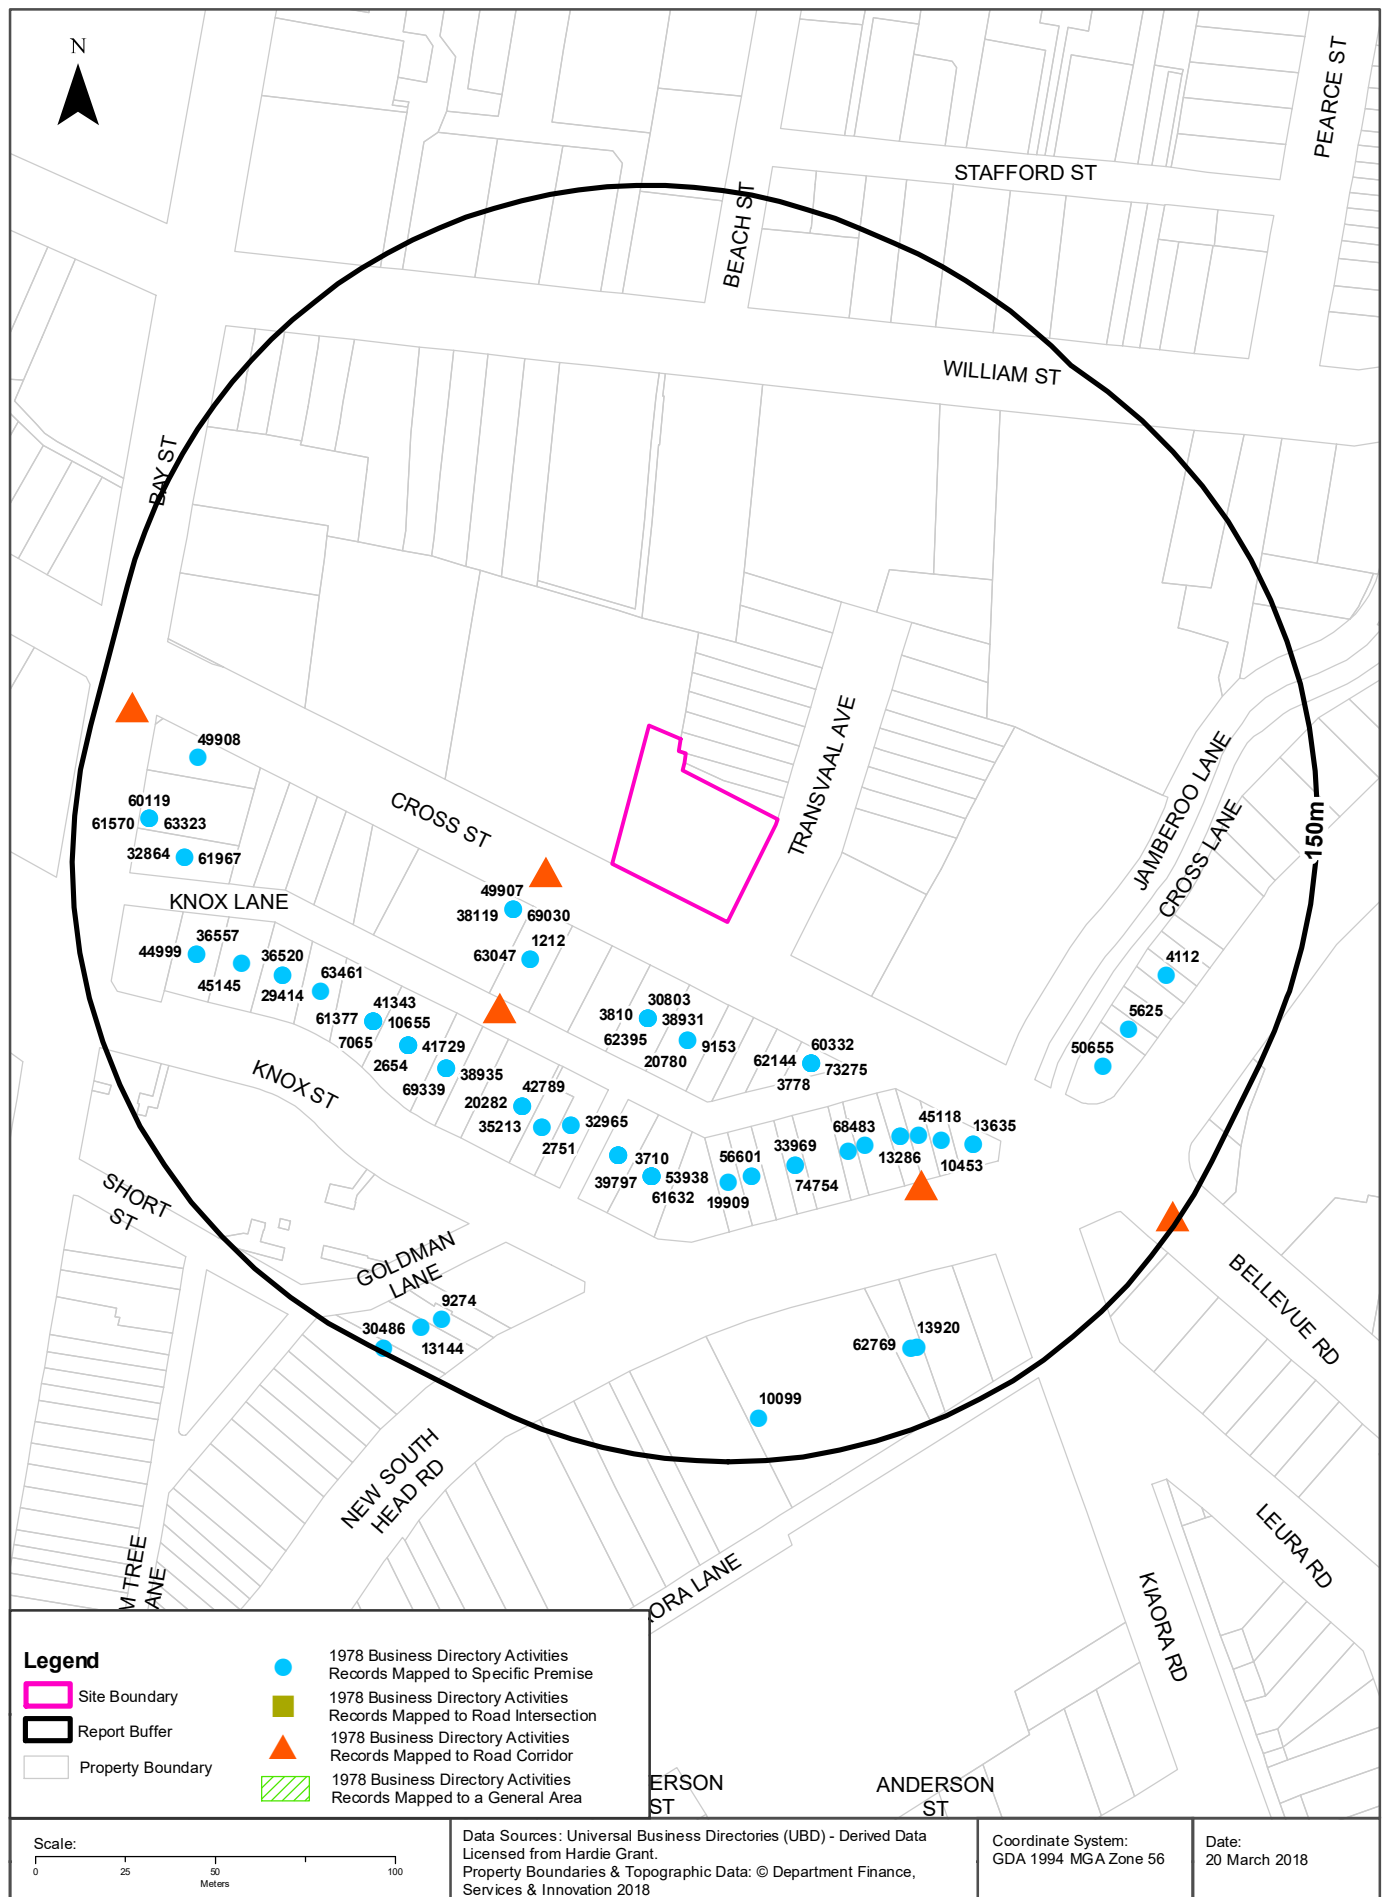 N
PEARCE ST
STAFFORD ST
BEACH ST
WILLIAM ST
BAY ST
TRANSVAAL AVE
JAMBEROO LANE
CROSS LANE
150m
49908
60119
61570 63323
32864 61967
CROSS ST
KNOX LANE
49907
38119 69030
1212
63047
36557
44999
45145
36520
29414
63461
61377
41343
10655
7065
2654
41729
69339
38935
30803
3810 38931
62395
20780
9153
60332
62144 73275
3778
4112
5625
50655
KNOX ST
42789
20282
35213
2751
32965
3710
39797
53938
61632
56601
19909
33969
74754
68483
13286
45118
10453
13635
SHORT
ST
GOLDMAN
LANE
9274
30486
13144
13920
62769
10099
BELLEVUE RD
NEW SOUTH
HEAD RD
LEURA RD
KIAORA RD
ORA LANE
M TREE
ANE
ERSON
ST
ANDERSON
ST
Legend
Site Boundary
Report Buffer
Property Boundary
1978 Business Directory Activities
Records Mapped to Specific Premise
1978 Business Directory Activities
Records Mapped to Road Intersection
1978 Business Directory Activities
Records Mapped to Road Corridor
1978 Business Directory Activities
Records Mapped to a General Area
Scale:
0 25 50 100
Meters
Data Sources: Universal Business Directories (UBD) - Derived Data
Licensed from Hardie Grant.
Property Boundaries & Topographic Data: © Department Finance,
Services & Innovation 2018
Coordinate System:
GDA 1994 MGA Zone 56
Date:
20 March 2018